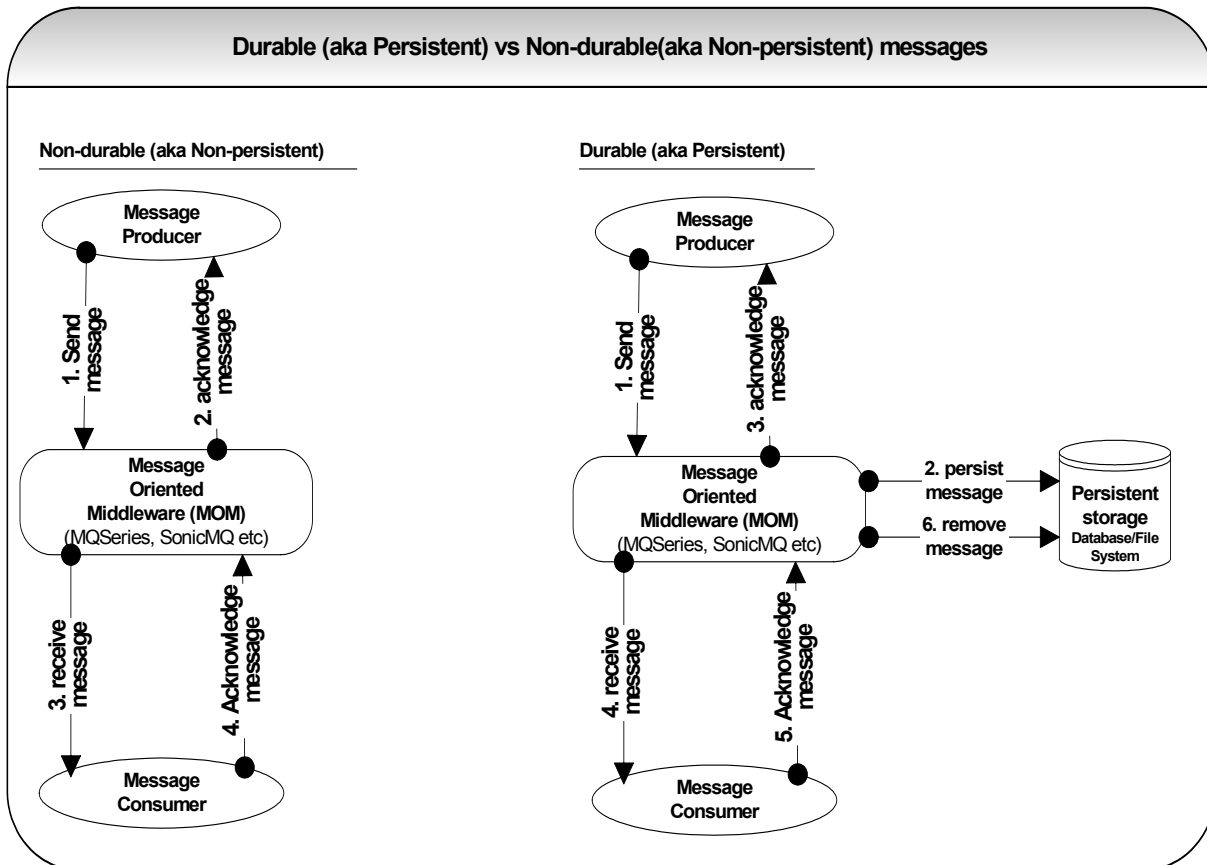 Durable (aka Persistent) vs Non-durable(aka Non-persistent) messages
Non-durable (aka Non-persistent)
Message
Producer
1. Send
message
2. acknowledge
message
Message
Oriented
Middleware (MOM)
(MQSeries, SonicMQ etc)
3. receive
message
4. Acknowledge
message
Message
Consumer
Durable (aka Persistent)
Message
Producer
1. Send
message
3. acknowledge
message
Message
Oriented
Middleware (MOM)
(MQSeries, SonicMQ etc)
2. persist
message
6. remove
message
Persistent
storage
Database/File
System
4. receive
message
5. Acknowledge
message
Message
Consumer